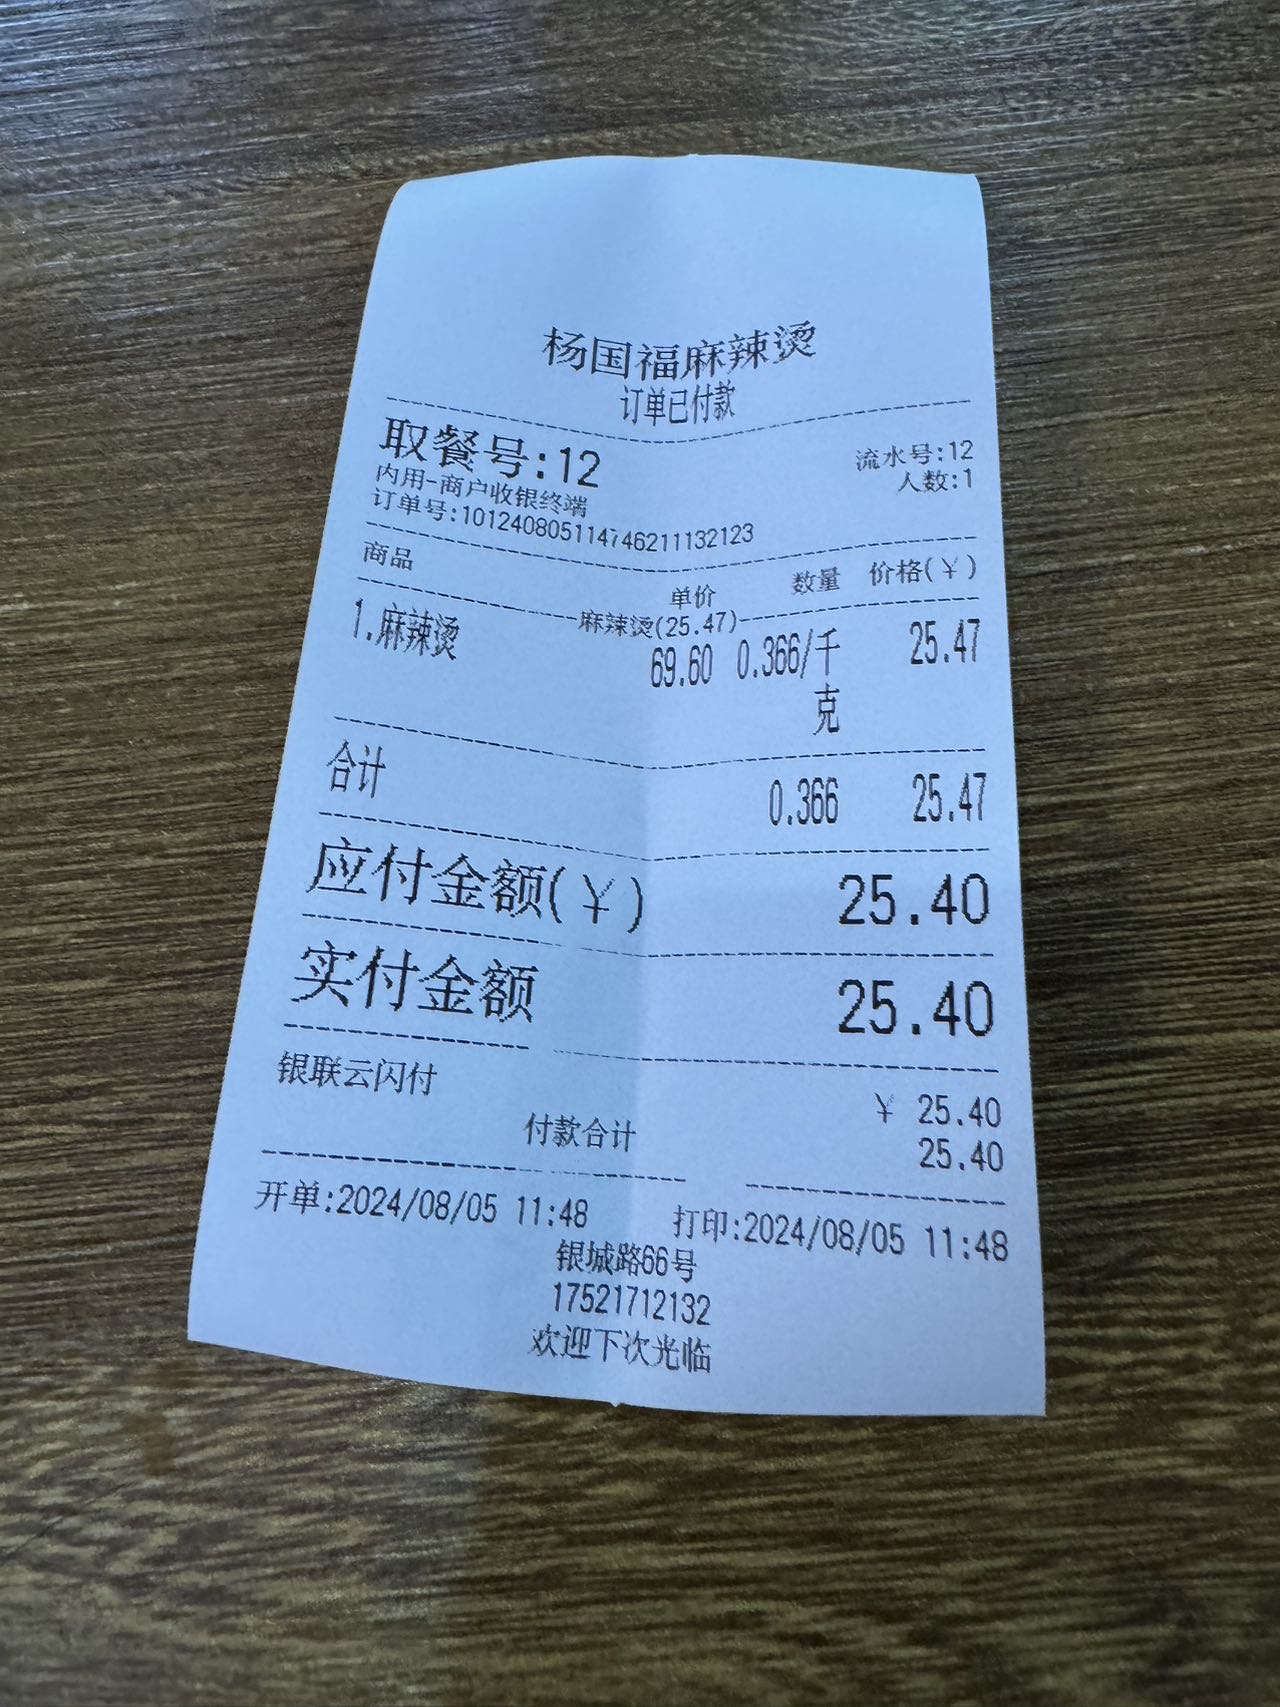 杨国福麻辣烫
订单已付款
取餐号:12 流水号:12
内用-商户收银终端 人数:1
订单号:101240805114746211132123
商品 单价 数量 价格(¥)
麻辣烫(25.47)
1.麻辣烫 69.60 0.366/千克 25.47
合计 0.366 25.47
应付金额(¥) 25.40
实付金额 25.40
银联云闪付 ¥ 25.40
付款合计 25.40
开单:2024/08/05 11:48 打印:2024/08/05 11:48
银城路66号
17521712132
欢迎下次光临